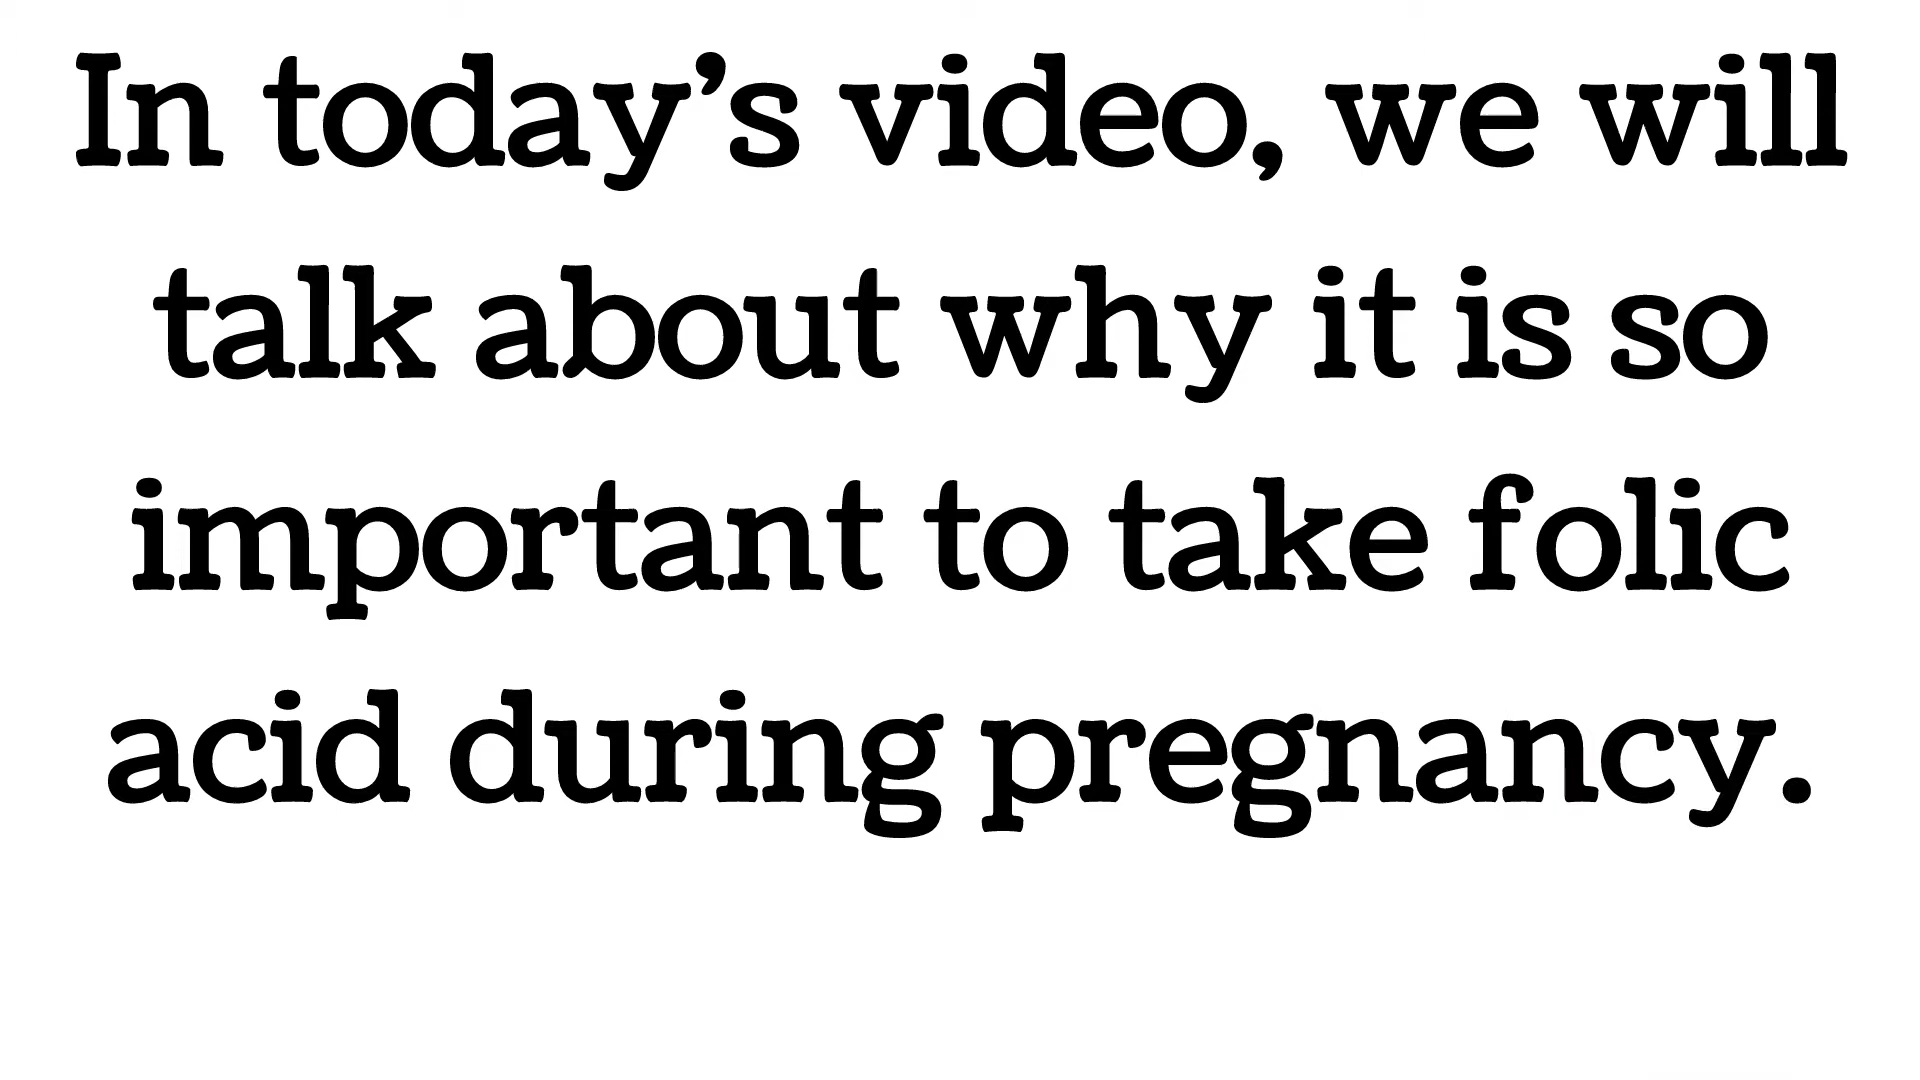 In today’s video, we will
talk about why it is so
important to take folic
acid during pregnancy.